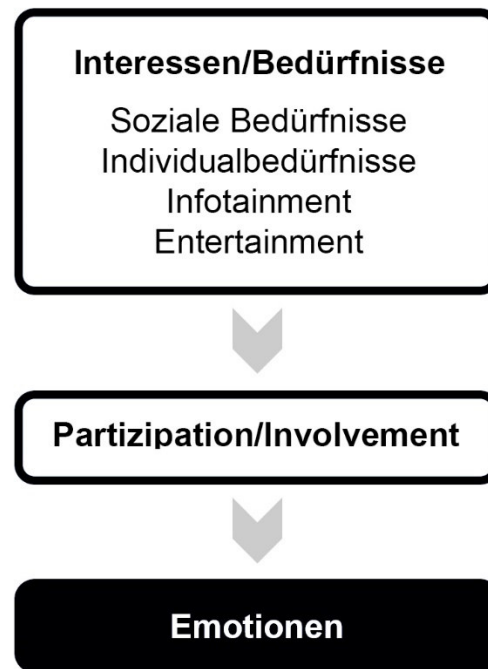 Interessen/Bedürfnisse
Soziale Bedürfnisse
Individualbedürfnisse
Infotainment
Entertainment
Partizipation/Involvement
Emotionen